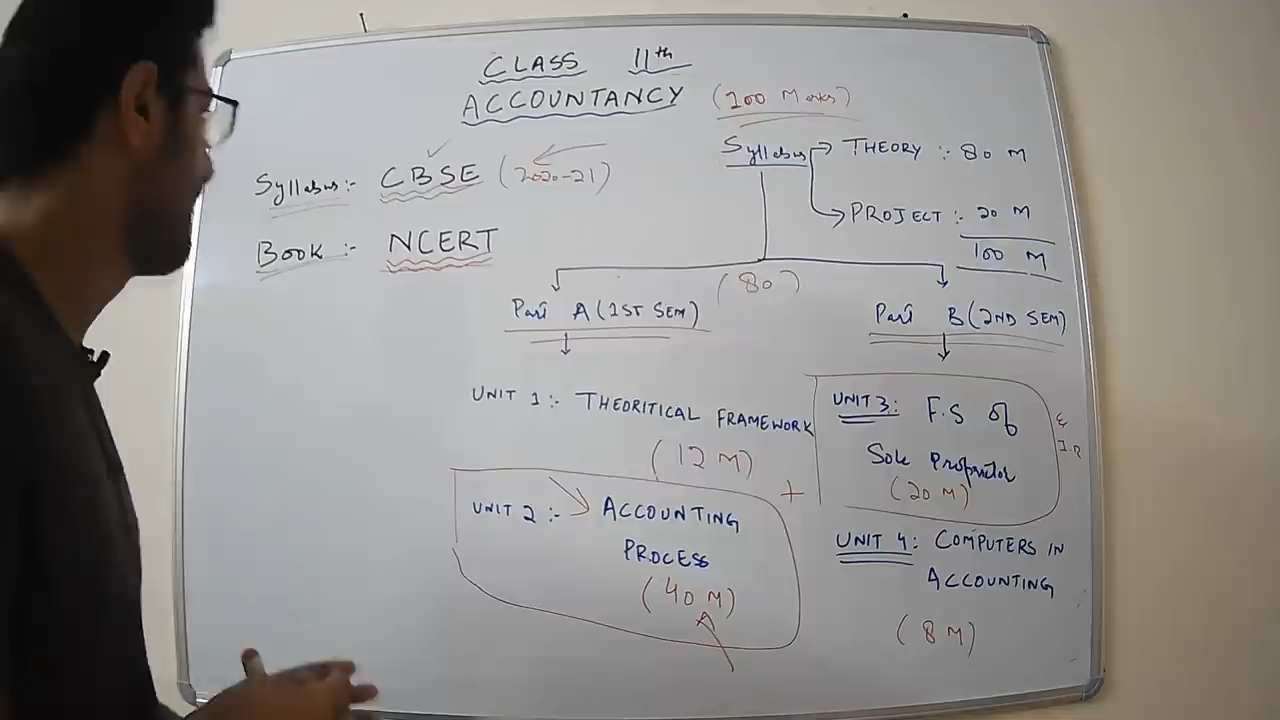 CLASS 11th
ACCOUNTANCY (100 Marks)
Syllabus:- CBSE (2020-21)
Book:- NCERT
Syllabus → THEORY :- 80 M
→ PROJECT :- 20 M
100 M
(80)
Part A (1ST SEM)
UNIT 1:- THEORITICAL FRAMEWORK
(12 M)
UNIT 2:- ACCOUNTING
PROCESS
(40 M)
+
Part B (2ND SEM)
UNIT 3: F.S of
Sole Proprietor
(20 M)
UNIT 4: COMPUTERS IN
ACCOUNTING
(8 M)